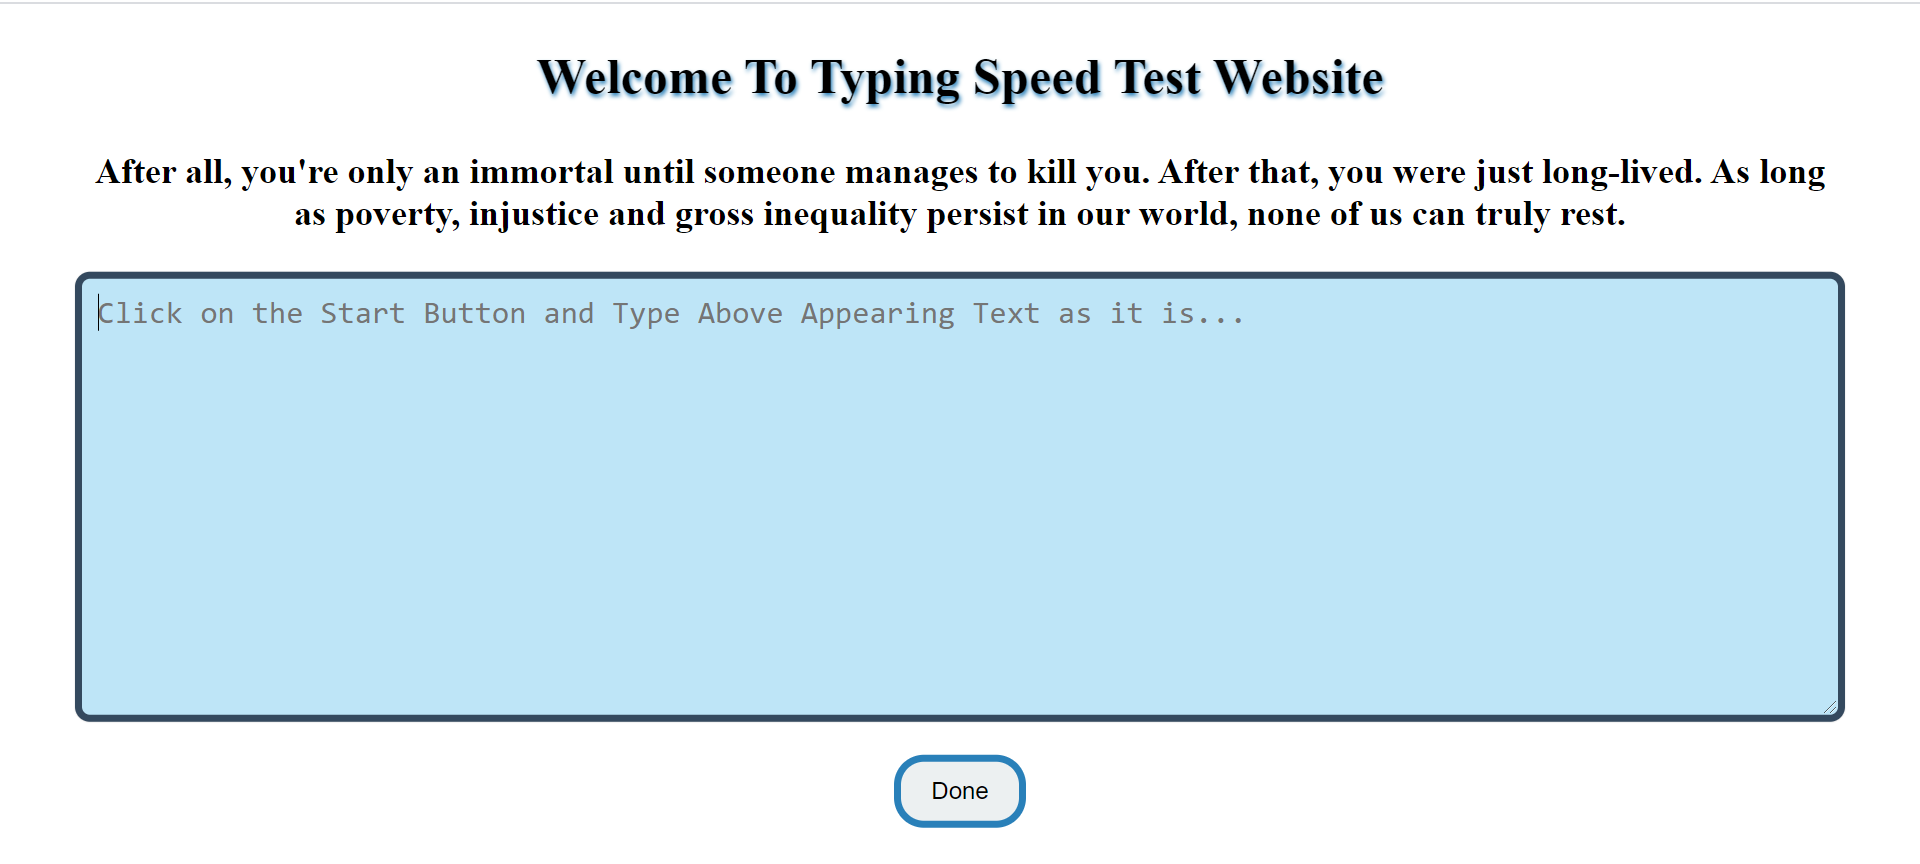 Welcome To Typing Speed Test Website
After all, you're only an immortal until someone manages to kill you. After that, you were just long-lived. As long
as poverty, injustice and gross inequality persist in our world, none of us can truly rest.
Click on the Start Button and Type Above Appearing Text as it is...
Done